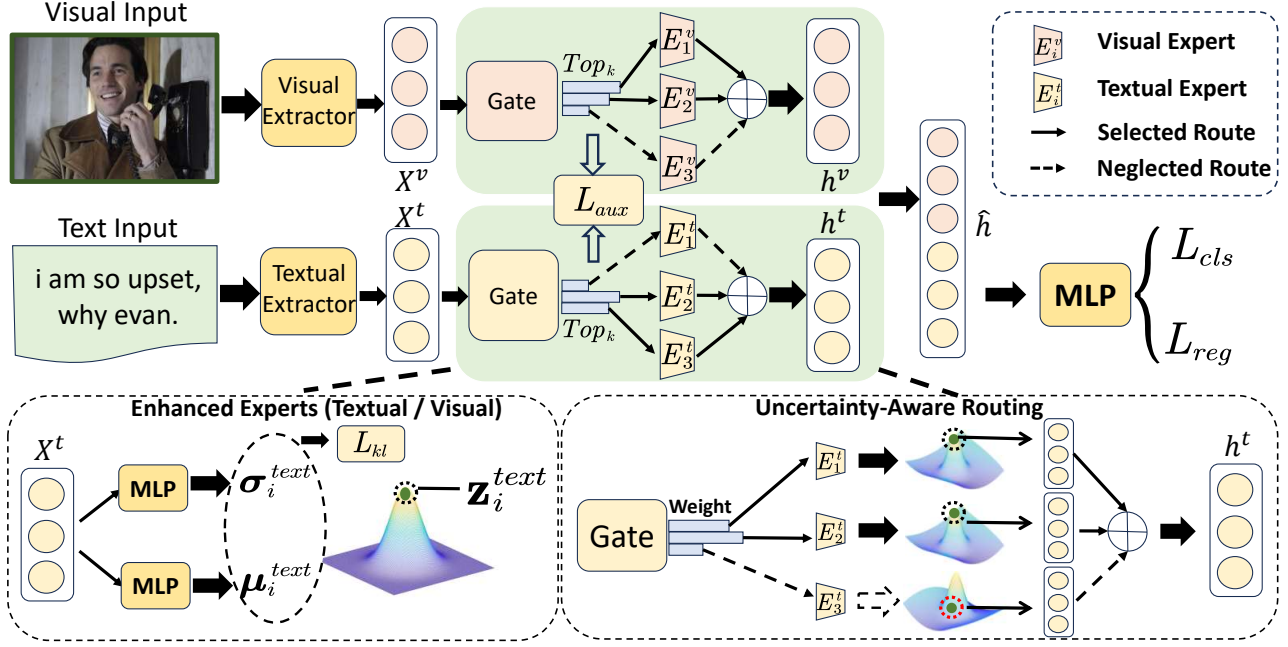 Visual Input
Visual
Extractor
X^v
Gate
Top_k
E_1^v
E_2^v
E_3^v
h^v
L_aux
Text Input
i am so upset,
why evan.
Textual
Extractor
X^t
Gate
Top_k
E_1^t
E_2^t
E_3^t
h^t
ĥ
MLP
L_cls
L_reg
E_i^v Visual Expert
E_i^t Textual Expert
Selected Route
Neglected Route
Enhanced Experts (Textual / Visual)
X^t
MLP
MLP
σ_i^text
μ_i^text
L_kl
z_i^text
Uncertainty-Aware Routing
Gate
Weight
E_1^t
E_2^t
E_3^t
h^t